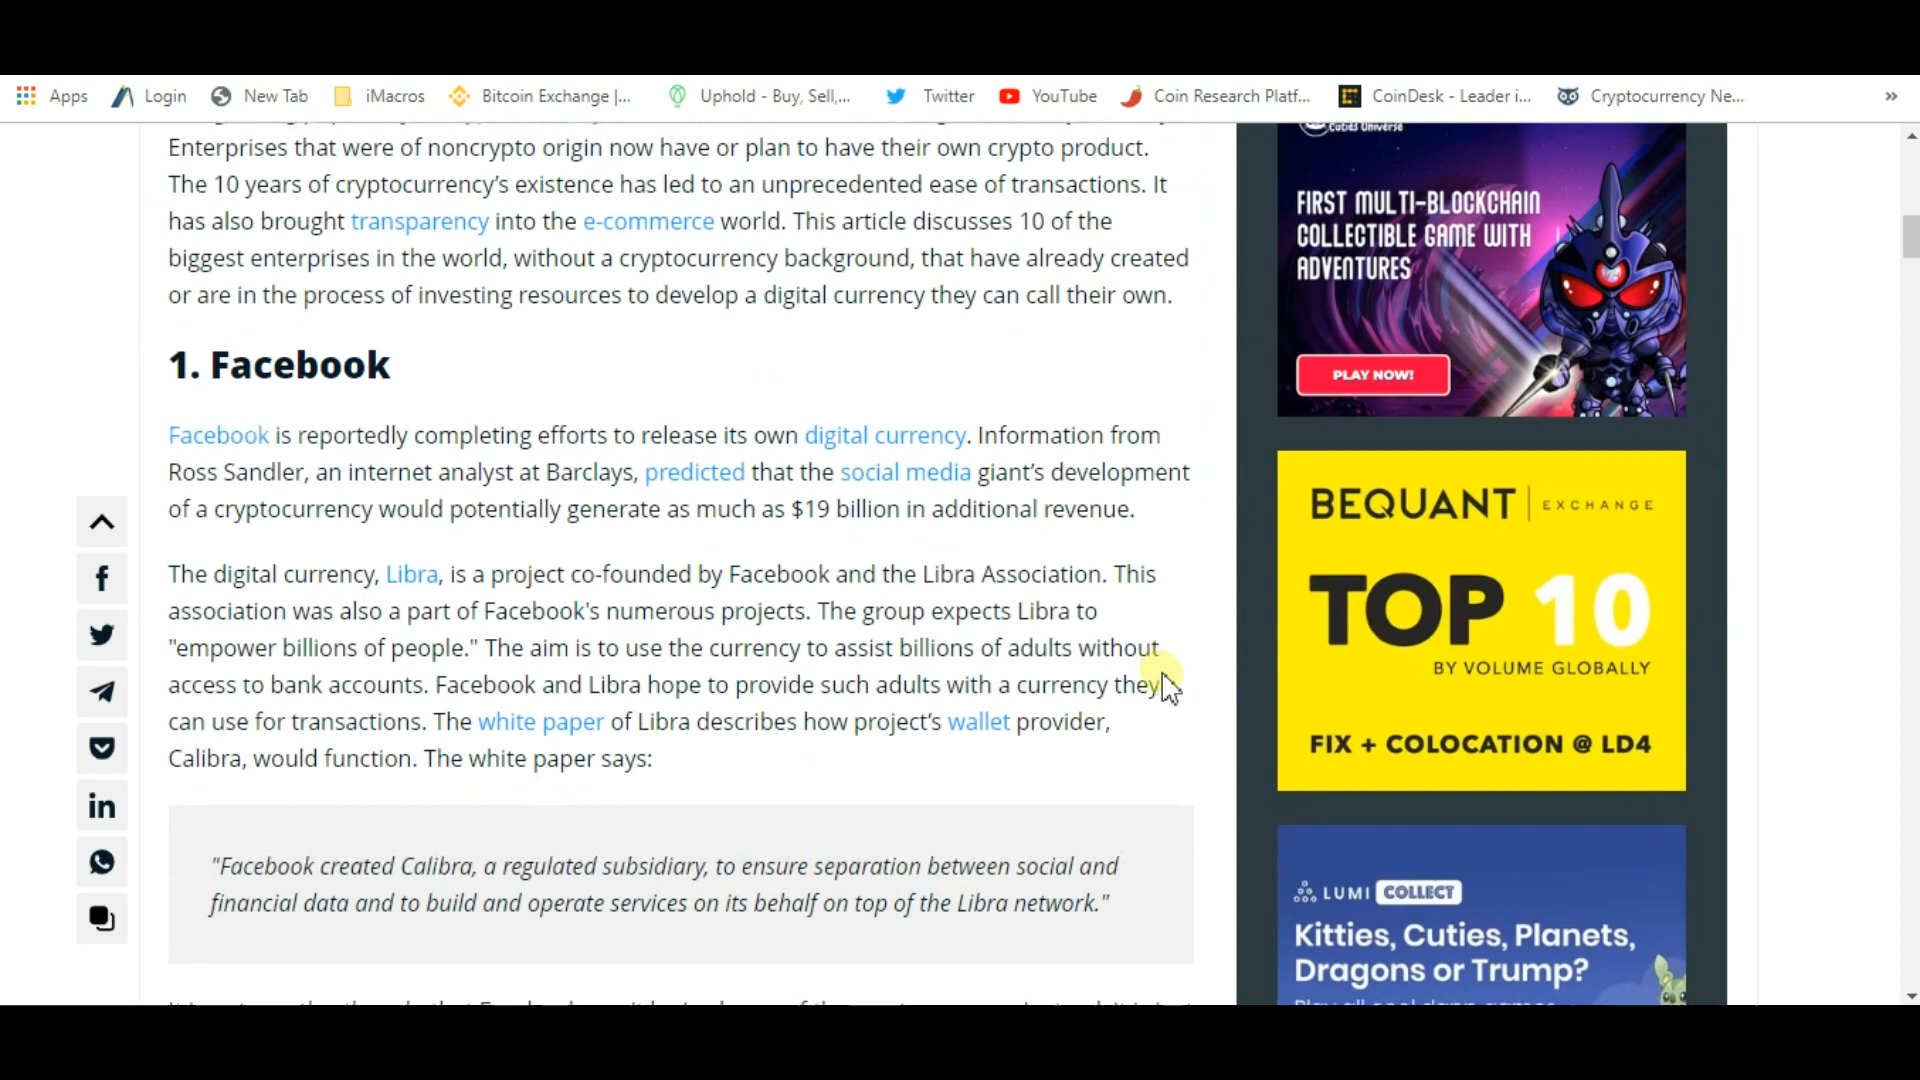 Apps
Login
New Tab
iMacros
Bitcoin Exchange |...
Uphold - Buy, Sell,...
Twitter
YouTube
Coin Research Platf...
CoinDesk - Leader i...
Cryptocurrency Ne...
»
Enterprises that were of noncrypto origin now have or plan to have their own crypto product.
The 10 years of cryptocurrency’s existence has led to an unprecedented ease of transactions. It
has also brought transparency into the e-commerce world. This article discusses 10 of the
biggest enterprises in the world, without a cryptocurrency background, that have already created
or are in the process of investing resources to develop a digital currency they can call their own.
1. Facebook
Facebook is reportedly completing efforts to release its own digital currency. Information from
Ross Sandler, an internet analyst at Barclays, predicted that the social media giant’s development
of a cryptocurrency would potentially generate as much as $19 billion in additional revenue.
The digital currency, Libra, is a project co-founded by Facebook and the Libra Association. This
association was also a part of Facebook's numerous projects. The group expects Libra to
"empower billions of people." The aim is to use the currency to assist billions of adults without
access to bank accounts. Facebook and Libra hope to provide such adults with a currency they
can use for transactions. The white paper of Libra describes how project’s wallet provider,
Calibra, would function. The white paper says:
"Facebook created Calibra, a regulated subsidiary, to ensure separation between social and
financial data and to build and operate services on its behalf on top of the Libra network."
Cuties Universe
FIRST MULTI-BLOCKCHAIN
COLLECTIBLE GAME WITH
ADVENTURES
PLAY NOW!
BEQUANT | EXCHANGE
TOP 10
BY VOLUME GLOBALLY
FIX + COLOCATION @ LD4
LUMI COLLECT
Kitties, Cuties, Planets,
Dragons or Trump?